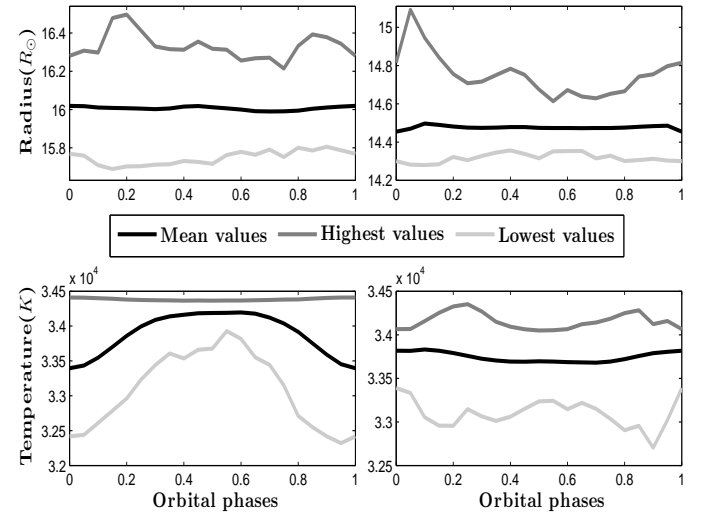 Radius(R⊙)
16.4
16.2
16
15.8
0 0.2 0.4 0.6 0.8 1
15
14.8
14.6
14.4
14.2
0 0.2 0.4 0.6 0.8 1
Mean values Highest values Lowest values
Temperature(K)
x 10^4
3.45
3.4
3.35
3.3
3.25
3.2
0 0.2 0.4 0.6 0.8 1
Orbital phases
x 10^4
3.45
3.4
3.35
3.3
3.25
0 0.2 0.4 0.6 0.8 1
Orbital phases